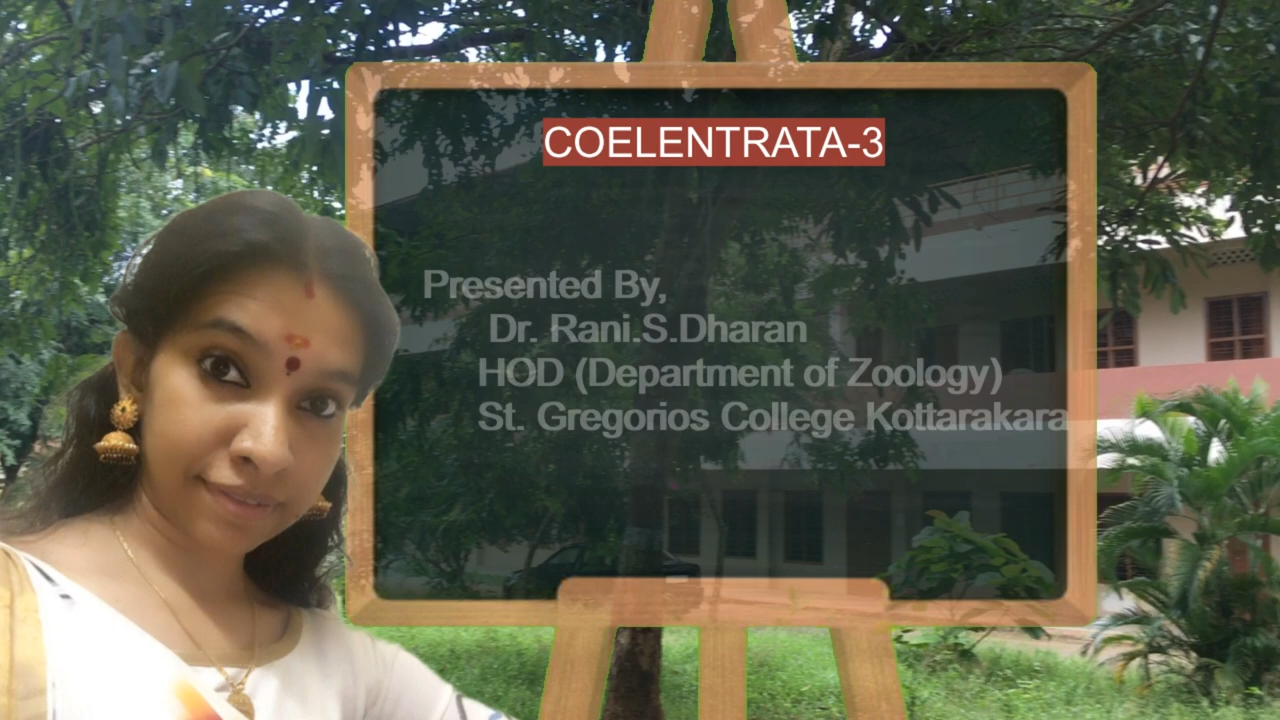 COELENTRATA-3
Presented By,
Dr. Rani.S.Dharan
HOD (Department of Zoology)
St. Gregorios College Kottarakara